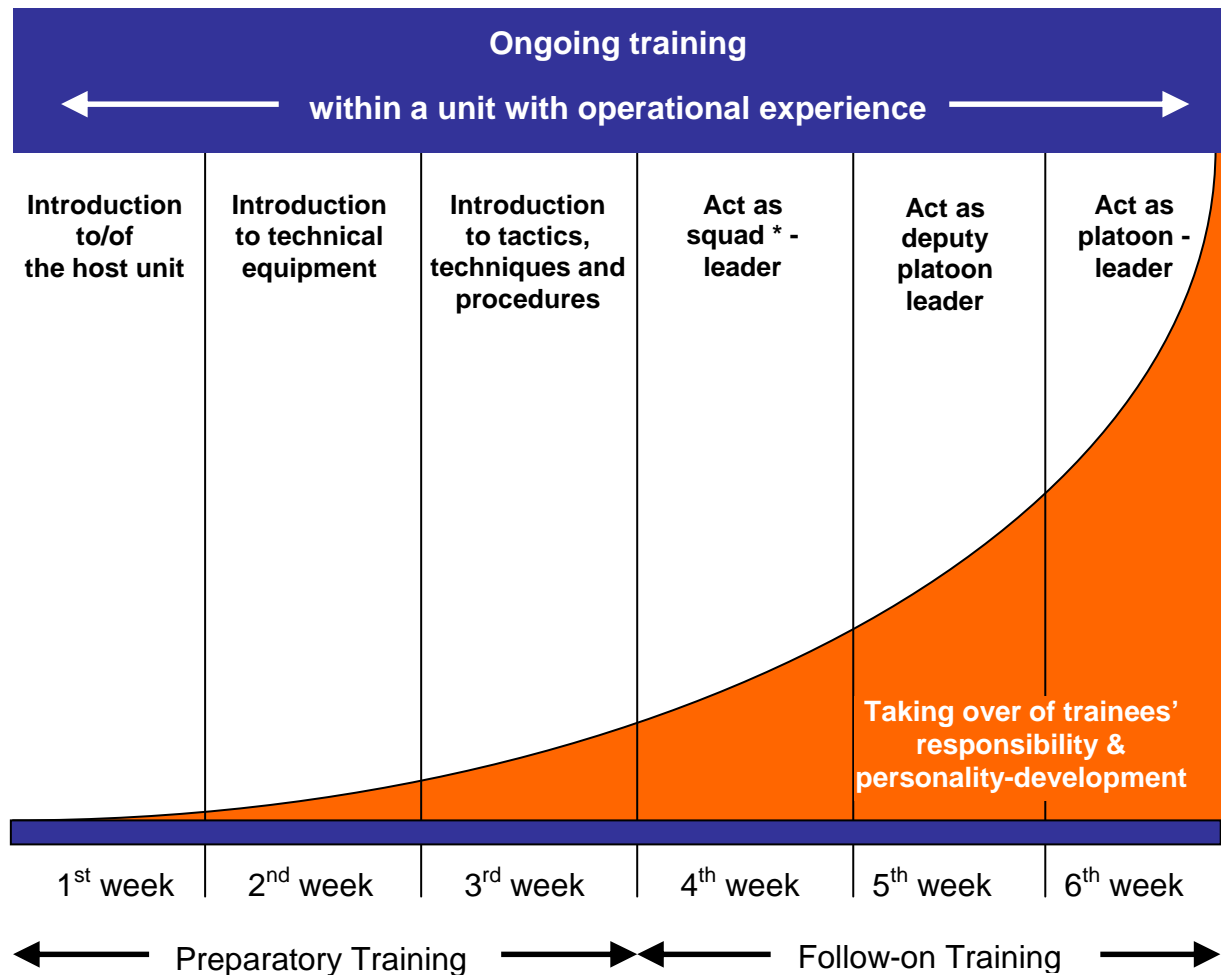 Ongoing training
within a unit with operational experience
Introduction
to/of
the host unit
Introduction
to technical
equipment
Introduction
to tactics,
techniques and
procedures
Act as
squad * -
leader
Act as
deputy
platoon
leader
Act as
platoon -
leader
Taking over of trainees’
responsibility &
personality-development
1st week
2nd week
3rd week
4th week
5th week
6th week
Preparatory Training
Follow-on Training